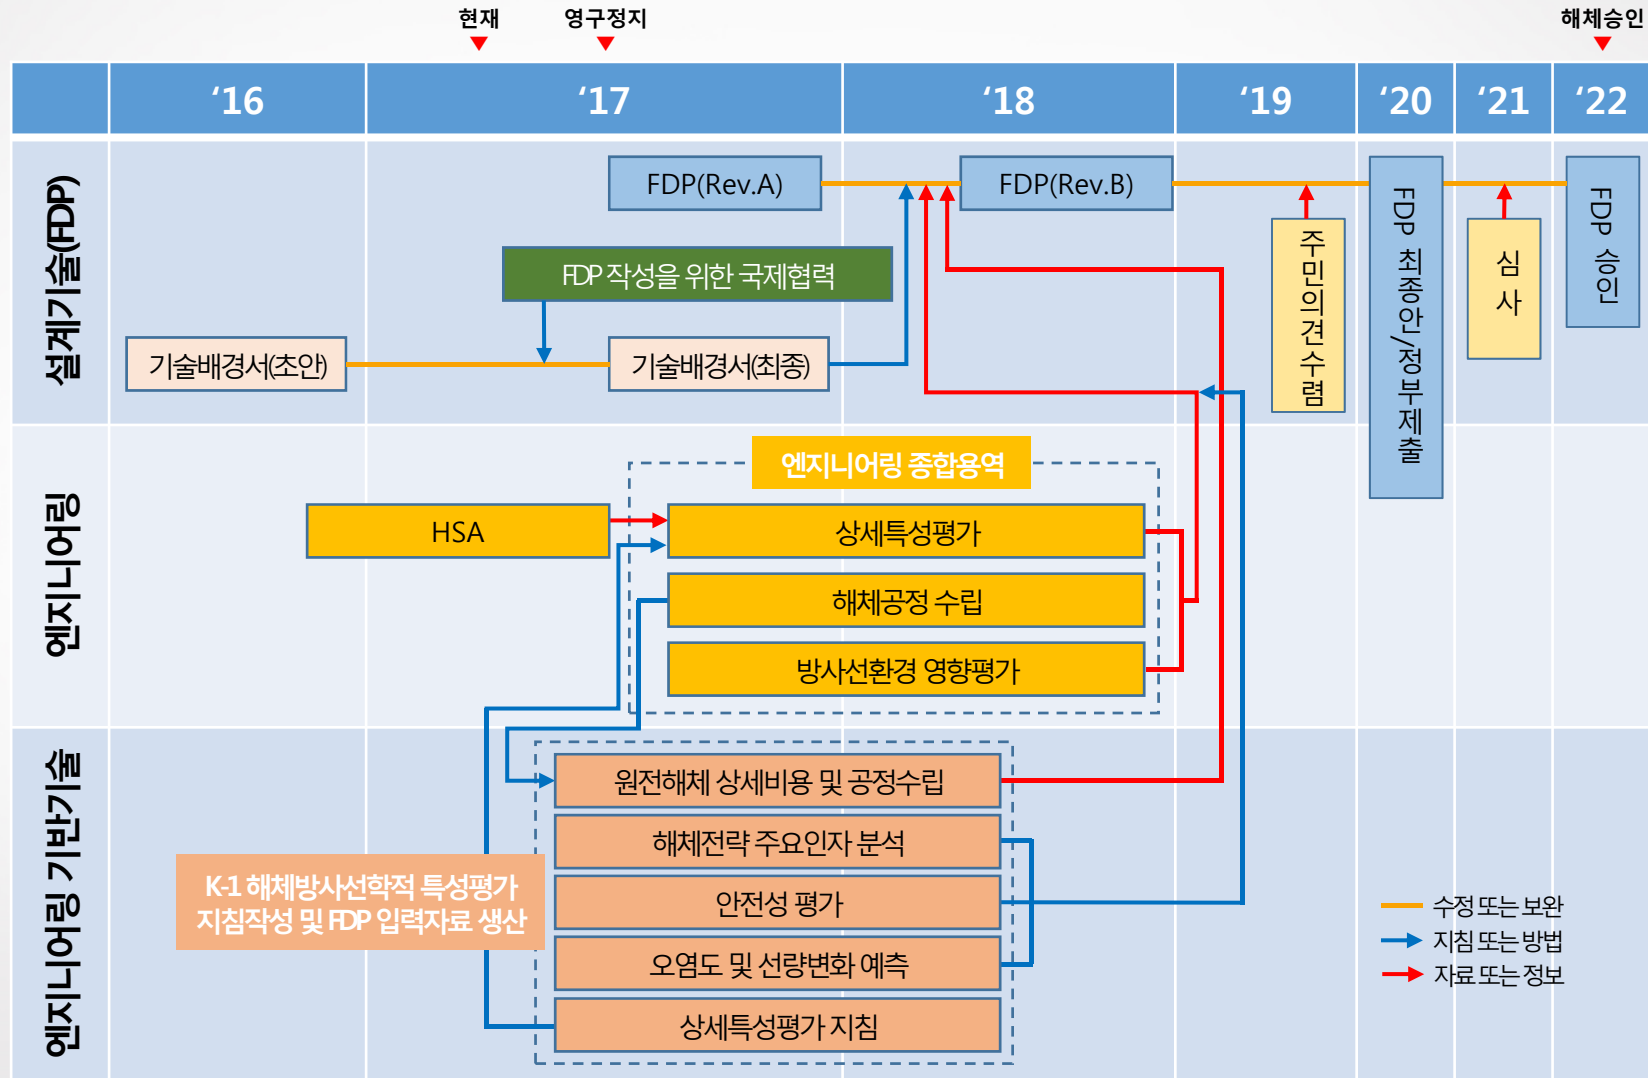 현재
영구정지
해체승인
‘16
‘17
‘18
‘19
‘20
‘21
‘22
설계기술(FDP)
FDP(Rev.A)
FDP(Rev.B)
FDP 작성을 위한 국제협력
기술배경서(초안)
기술배경서(최종)
주민의견수렴
FDP 최종안/정부제출
심사
FDP 승인
엔지니어링
엔지니어링 종합용역
HSA
상세특성평가
해체공정 수립
방사선환경 영향평가
엔지니어링 기반기술
원전해체 상세비용 및 공정수립
해체전략 주요인자 분석
안전성 평가
오염도 및 선량변화 예측
상세특성평가 지침
K-1 해체방사선학적 특성평가
지침작성 및 FDP 입력자료 생산
수정 또는 보완
지침 또는 방법
자료 또는 정보